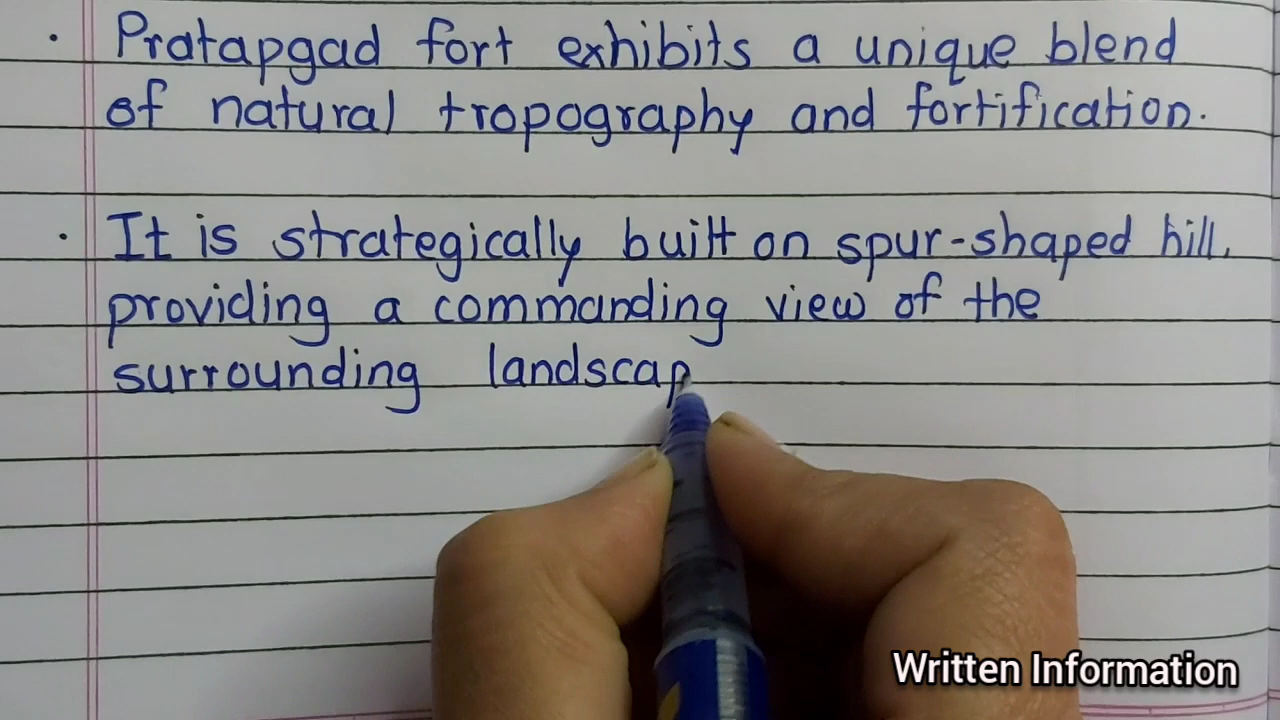 · Pratapgad fort exhibits a unique blend
of natural tropography and fortification.
· It is strategically built on spur-shaped hill,
providing a commanding view of the
surrounding landscap
Written Information